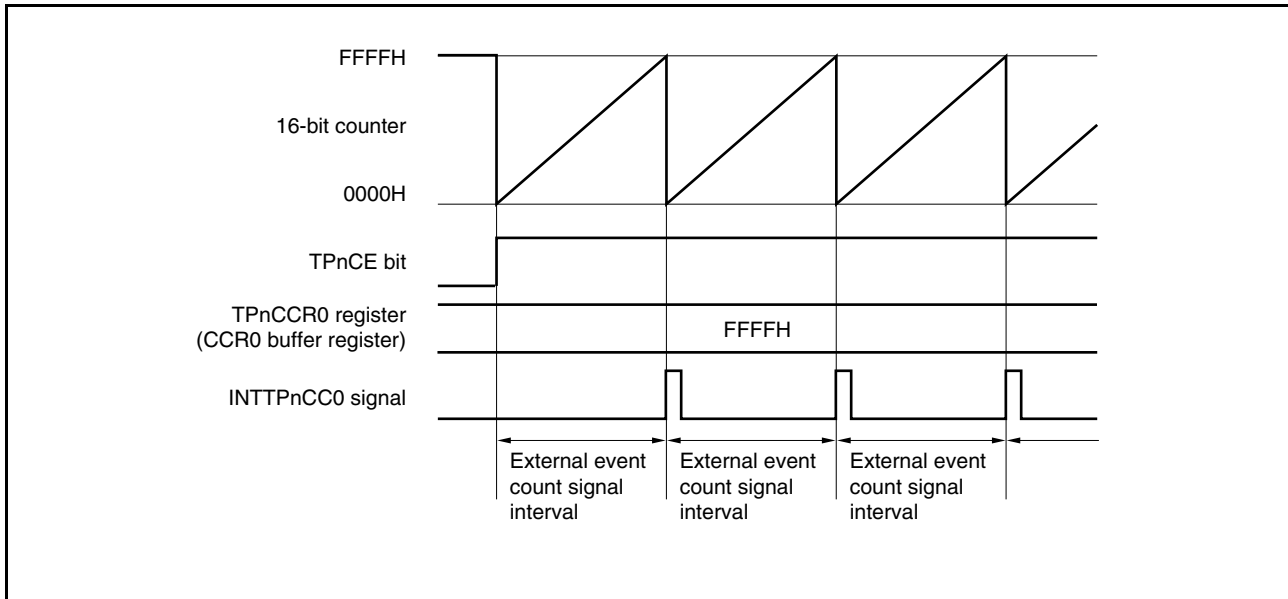 FFFFH
16-bit counter
0000H
TPnCE bit
TPnCCR0 register
(CCR0 buffer register)
FFFFH
INTTPnCC0 signal
External event
count signal
interval
External event
count signal
interval
External event
count signal
interval